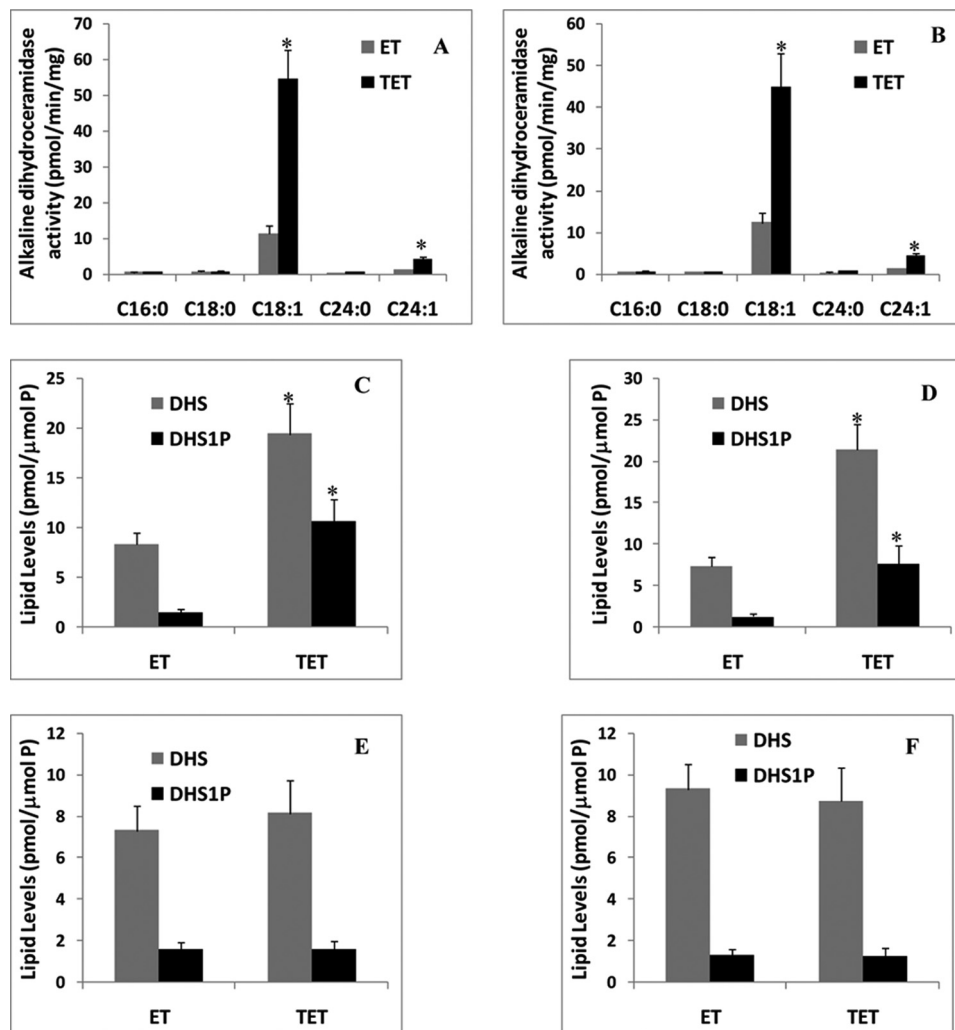 A
Alkaline dihydroceramidase
activity (pmol/min/mg)
70
60
50
40
30
20
10
0
ET
TET
*
*
C16:0 C18:0 C18:1 C24:0 C24:1
B
Alkaline dihydroceramidase
activity (pmol/min/mg)
60
50
40
30
20
10
0
ET
TET
*
*
C16:0 C18:0 C18:1 C24:0 C24:1
C
Lipid Levels (pmol/μmol P)
25
20
15
10
5
0
DHS
DHS1P
*
*
ET TET
D
Lipid Levels (pmol/μmol P)
30
25
20
15
10
5
0
DHS
DHS1P
*
*
ET TET
E
Lipid Levels (pmol/μmol P)
12
10
8
6
4
2
0
DHS
DHS1P
ET TET
F
Lipid Levels (pmol/μmol P)
12
10
8
6
4
2
0
DHS
DHS1P
ET TET